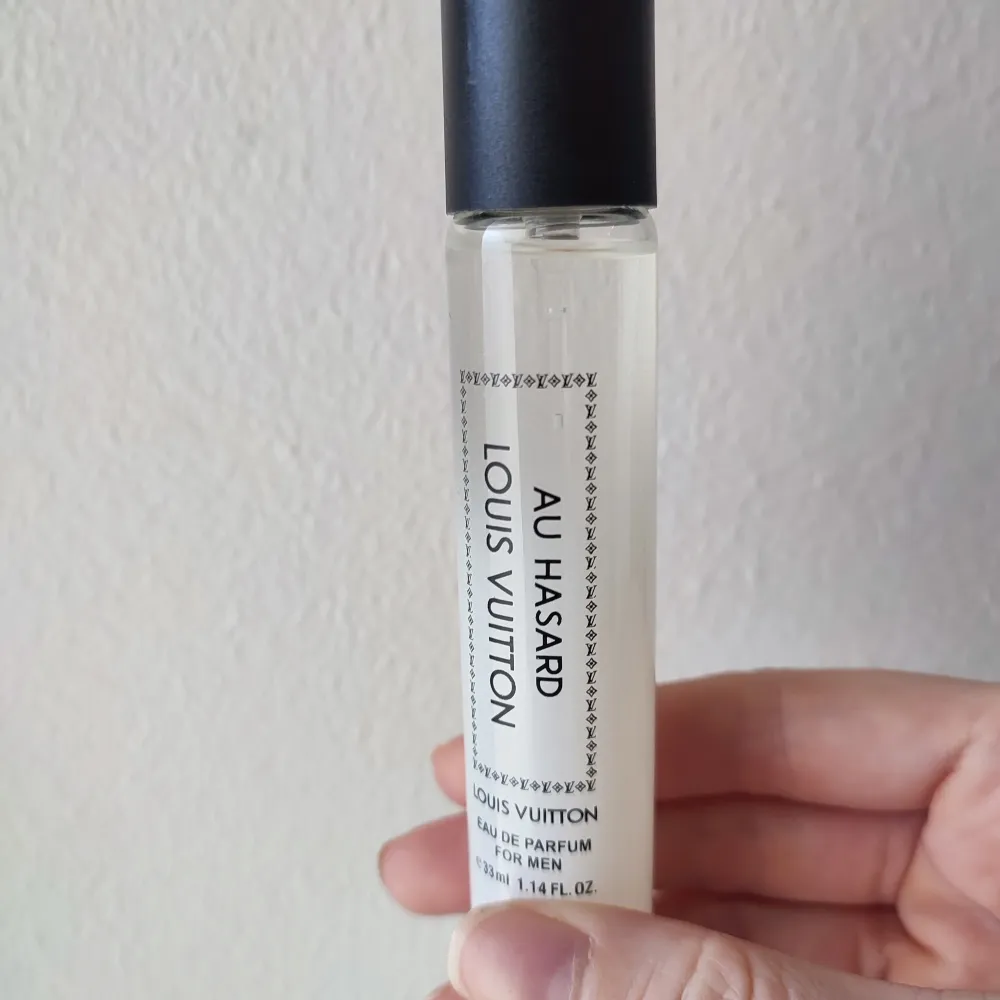 AU HASARD
LOUIS VUITTON
LOUIS VUITTON
EAU DE PARFUM
FOR MEN
℮33ml 1.14 FL.OZ.